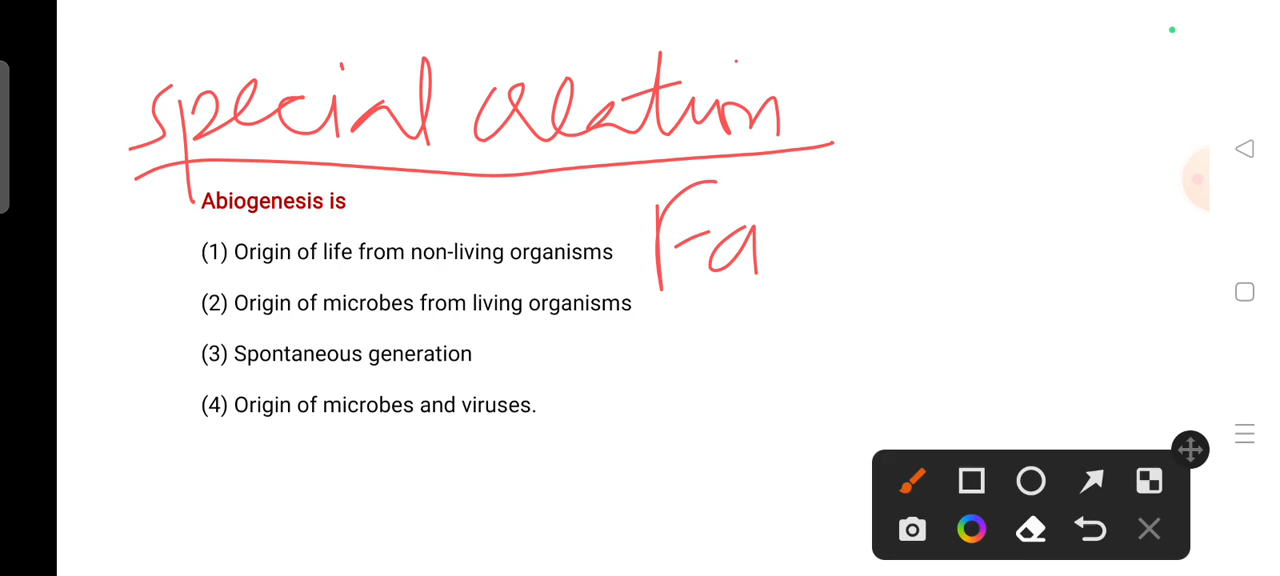 special creation
Abiogenesis is
Fa
(1) Origin of life from non-living organisms
(2) Origin of microbes from living organisms
(3) Spontaneous generation
(4) Origin of microbes and viruses.